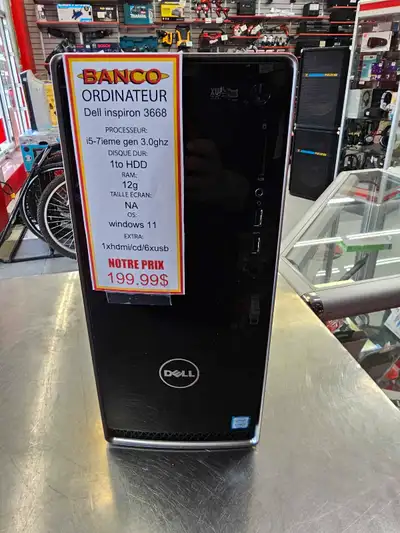 BANCO
ORDINATEUR
Dell inspiron 3668
PROCESSEUR:
i5-7ieme gen 3.0ghz
DISQUE DUR:
1to HDD
RAM:
12g
TAILLE ECRAN:
NA
OS:
windows 11
EXTRA:
1xhdmi/cd/6xusb
NOTRE PRIX
199.99$
DELL